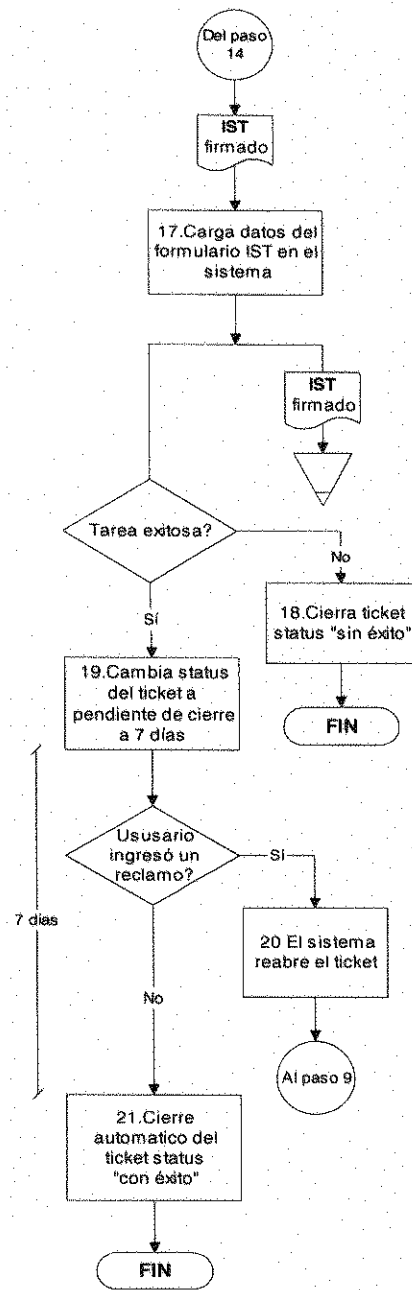 Del paso
14
IST
firmado
17.Carga datos del
formulario IST en el
sistema
IST
firmado
Tarea exitosa?
No
Sí
18.Cierra ticket
status "sin éxito"
FIN
19.Cambia status
del ticket a
pendiente de cierre
a 7 días
Ususário
ingresó un
reclamo?
Sí
7 días
20 El sistema
reabre el ticket
No
Al paso 9
21.Cierre
automatico del
ticket status
"con éxito"
FIN